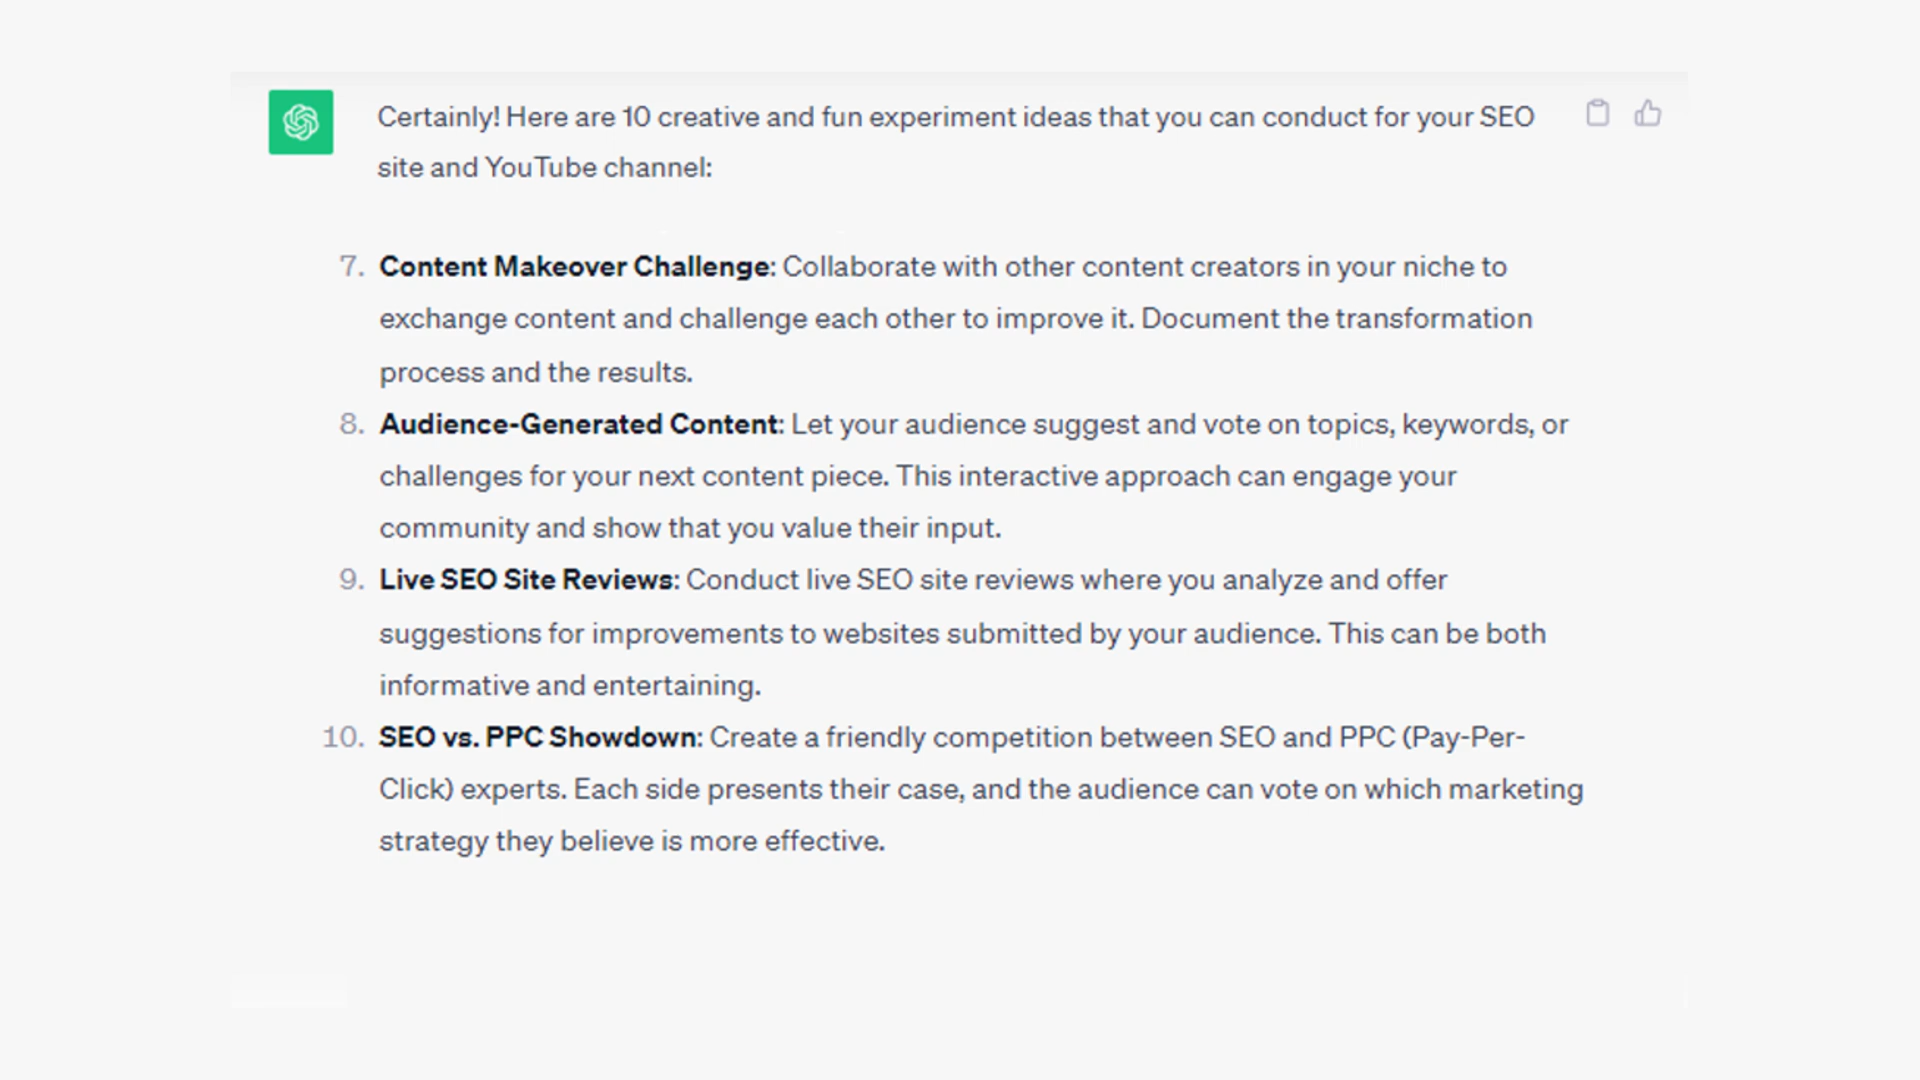 Certainly! Here are 10 creative and fun experiment ideas that you can conduct for your SEO
site and YouTube channel:
7. Content Makeover Challenge: Collaborate with other content creators in your niche to
exchange content and challenge each other to improve it. Document the transformation
process and the results.
8. Audience-Generated Content: Let your audience suggest and vote on topics, keywords, or
challenges for your next content piece. This interactive approach can engage your
community and show that you value their input.
9. Live SEO Site Reviews: Conduct live SEO site reviews where you analyze and offer
suggestions for improvements to websites submitted by your audience. This can be both
informative and entertaining.
10. SEO vs. PPC Showdown: Create a friendly competition between SEO and PPC (Pay-Per-
Click) experts. Each side presents their case, and the audience can vote on which marketing
strategy they believe is more effective.